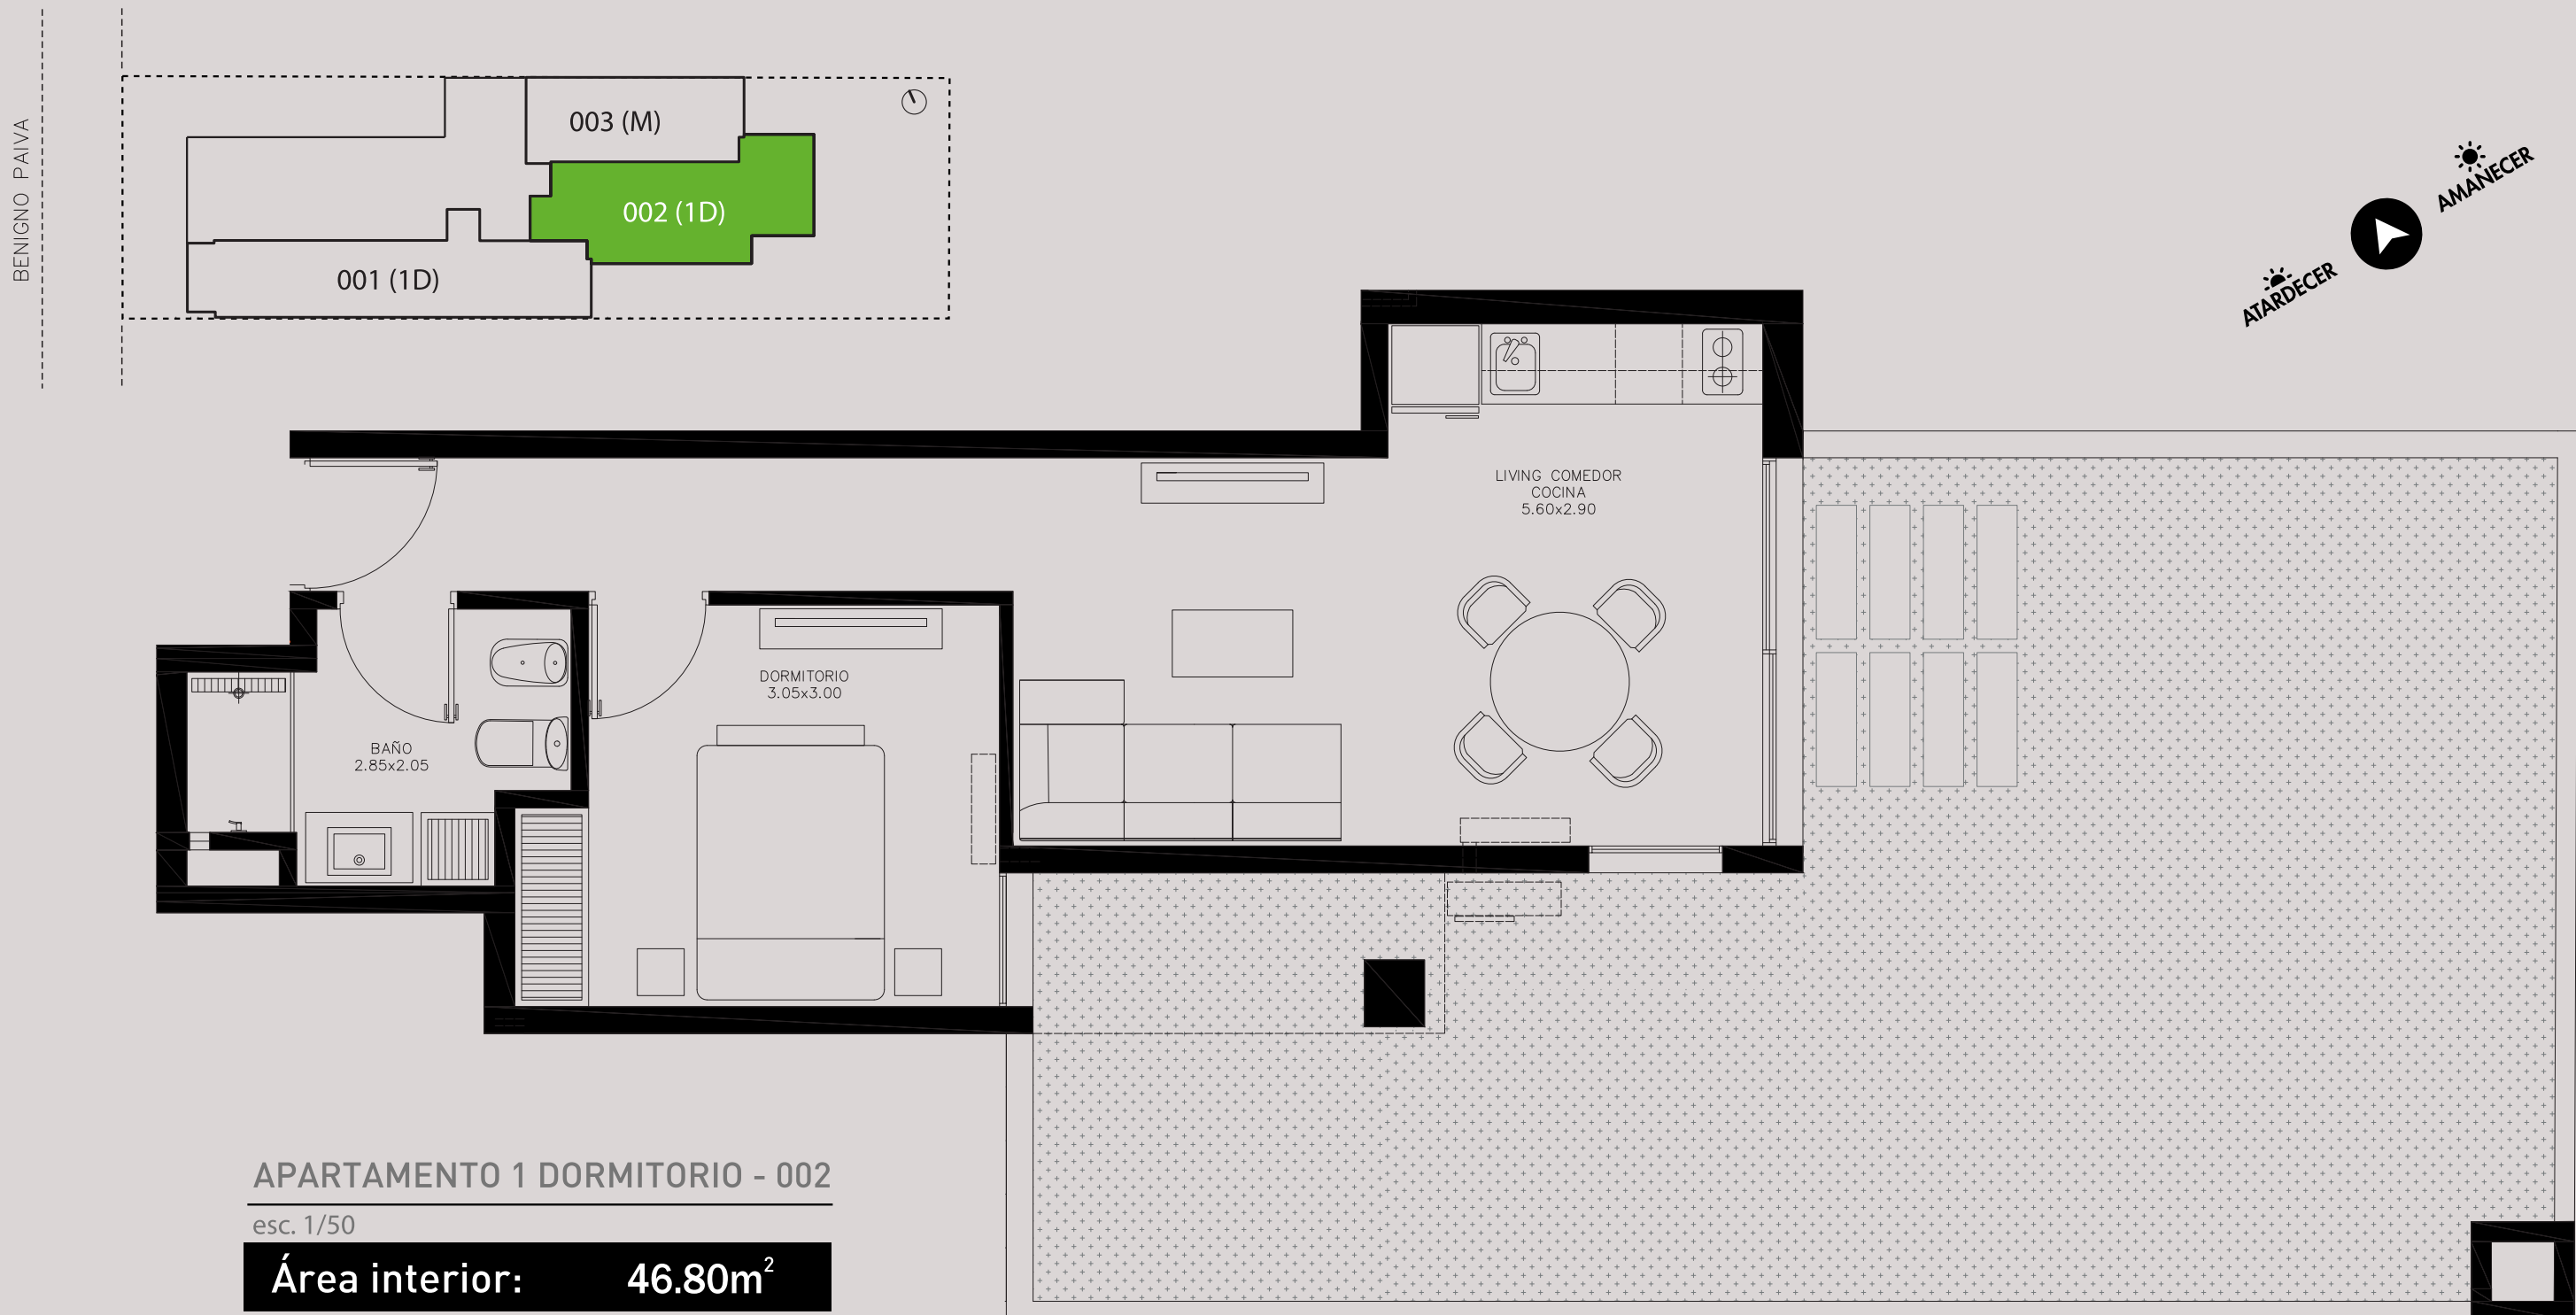 BENIGNO PAIVA
003 (M)
002 (1D)
001 (1D)
AMANECER
ATARDECER
LIVING COMEDOR
COCINA
5.60x2.90
DORMITORIO
3.05x3.00
BAÑO
2.85x2.05
APARTAMENTO 1 DORMITORIO - 002
esc. 1/50
Área interior: 46.80m²